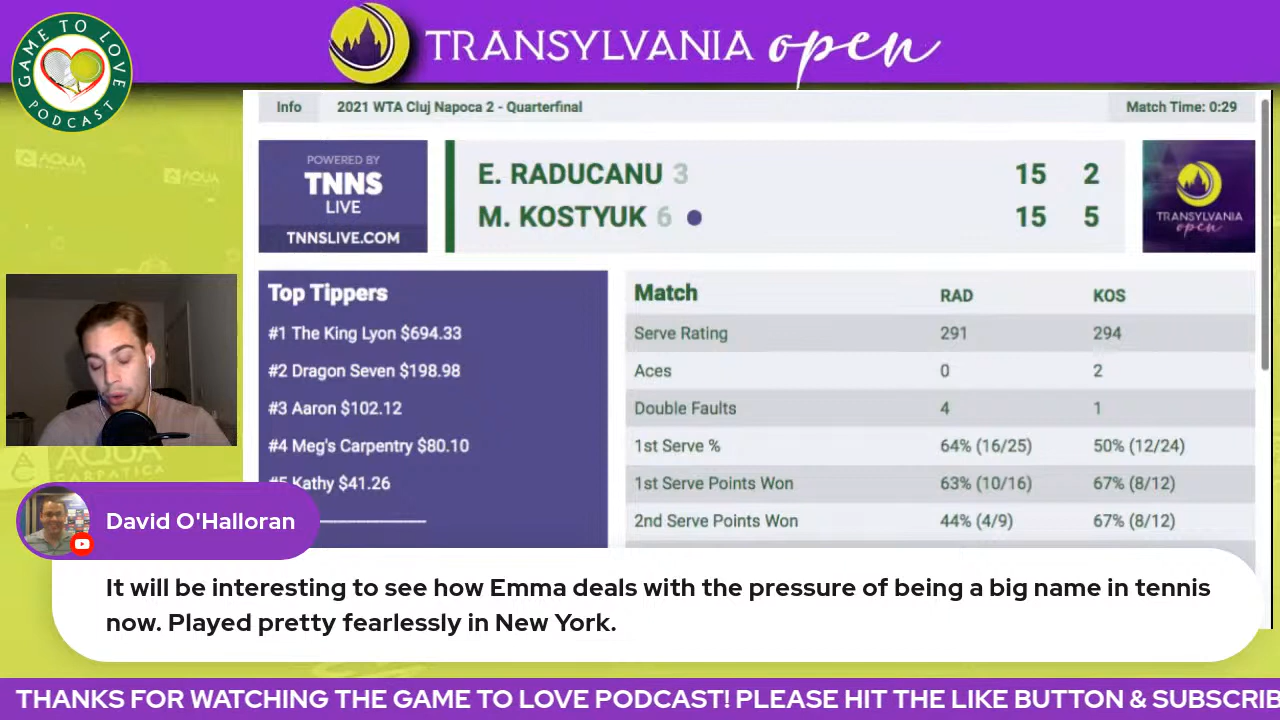 GAME TO LOVE
PODCAST
TRANSYLVANIA open
Info 2021 WTA Cluj Napoca 2 - Quarterfinal Match Time: 0:29
POWERED BY
TNNS
LIVE
TNNSLIVE.COM
E. RADUCANU 3 15 2
M. KOSTYUK 6 15 5
TRANSYLVANIA
open
AQUA
AQUA
Top Tippers
#1 The King Lyon $694.33
#2 Dragon Seven $198.98
#3 Aaron $102.12
#4 Meg's Carpentry $80.10
#5 Kathy $41.26
Match RAD KOS
Serve Rating 291 294
Aces 0 2
Double Faults 4 1
1st Serve % 64% (16/25) 50% (12/24)
1st Serve Points Won 63% (10/16) 67% (8/12)
2nd Serve Points Won 44% (4/9) 67% (8/12)
AQUA
CARPATICA
David O'Halloran
It will be interesting to see how Emma deals with the pressure of being a big name in tennis
now. Played pretty fearlessly in New York.
THANKS FOR WATCHING THE GAME TO LOVE PODCAST! PLEASE HIT THE LIKE BUTTON & SUBSCRIB